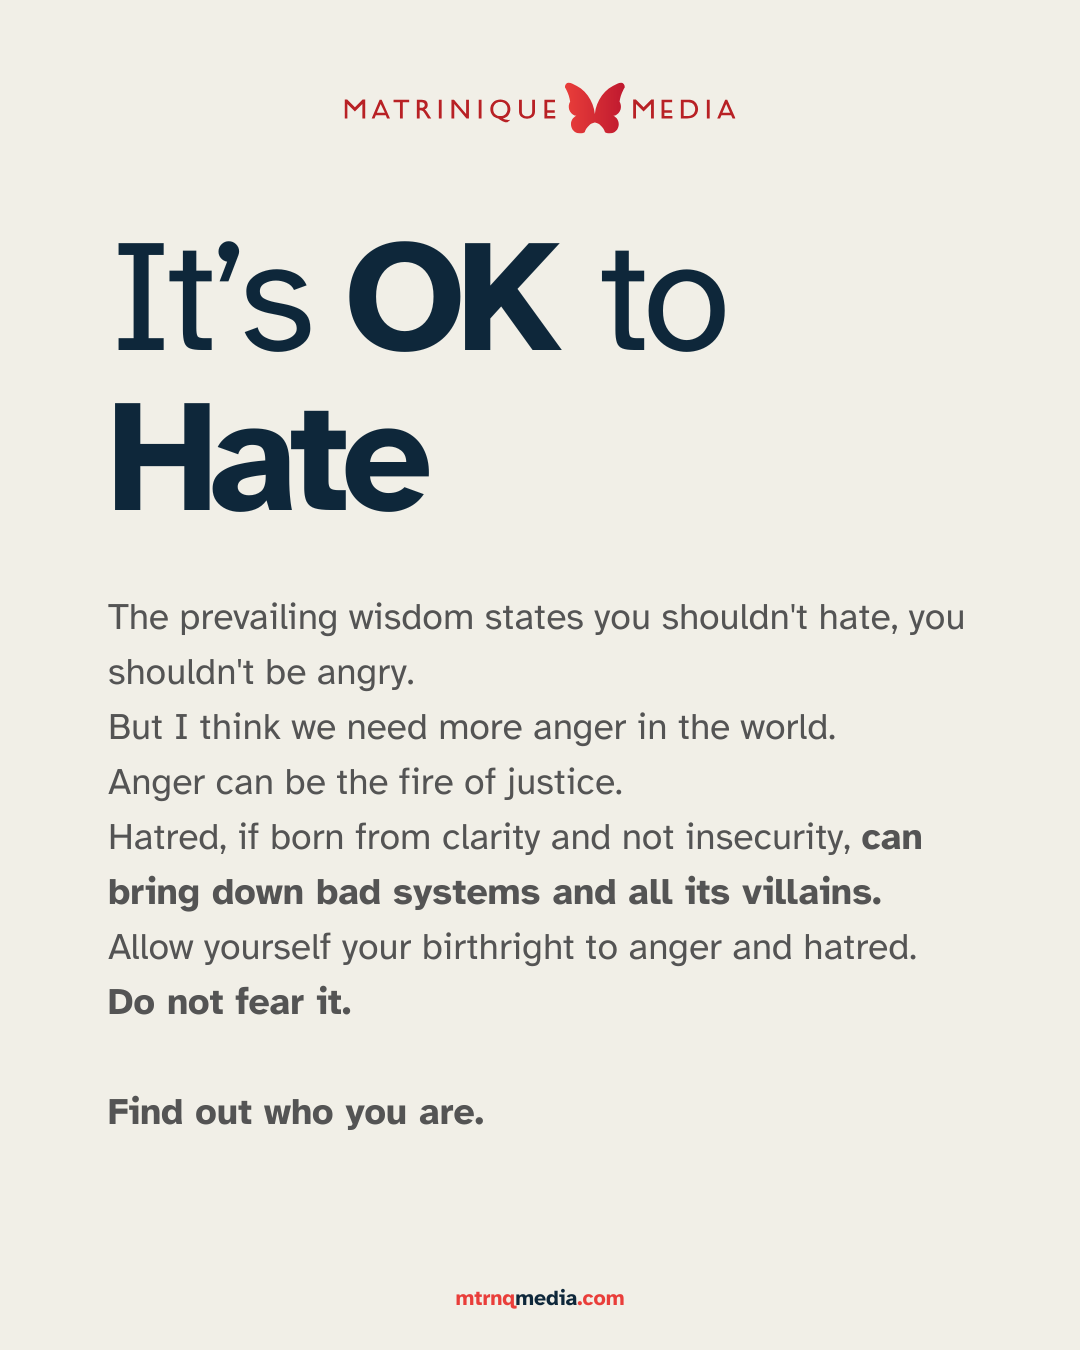 MATRINIQUE MEDIA
It’s OK to
Hate
The prevailing wisdom states you shouldn't hate, you
shouldn't be angry.
But I think we need more anger in the world.
Anger can be the fire of justice.
Hatred, if born from clarity and not insecurity, can
bring down bad systems and all its villains.
Allow yourself your birthright to anger and hatred.
Do not fear it.
Find out who you are.
mtrnqmedia.com